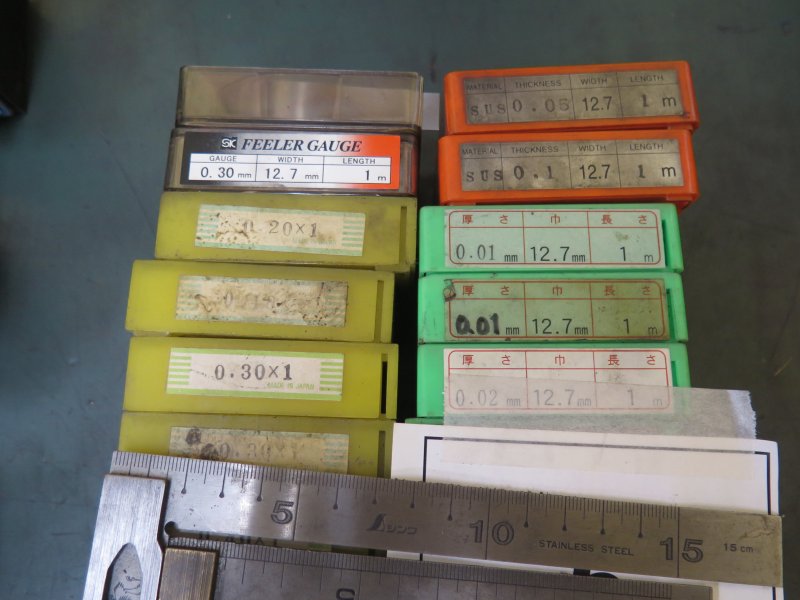 SK FEELER GAUGE
GAUGE WIDTH LENGTH
0.30 mm 12.7 mm 1 m
0.20×1
0.30×1
MADE IN JAPAN
0.30×1
MATERIAL THICKNESS WIDTH LENGTH
SUS 0.05 12.7 1 m
MATERIAL THICKNESS WIDTH LENGTH
SUS 0.1 12.7 1 m
厚さ 巾 長さ
0.01 mm 12.7 mm 1 m
厚さ 巾 長さ
0.01 mm 12.7 mm 1 m
厚さ 巾 長さ
0.02 mm 12.7 mm 1 m
5 シンワ 10 STAINLESS STEEL 15 15cm
0